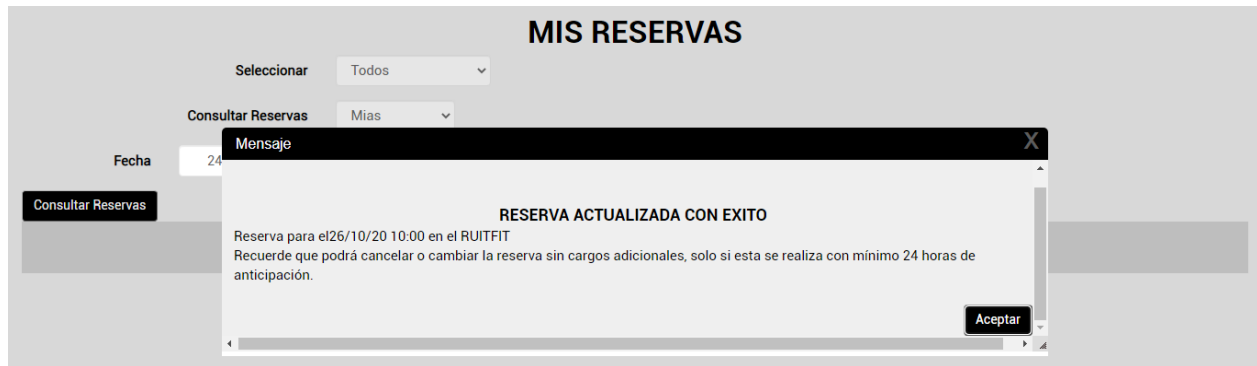 MIS RESERVAS
Seleccionar Todos
Consultar Reservas Mias
Mensaje X
Fecha 24
Consultar Reservas
RESERVA ACTUALIZADA CON EXITO
Reserva para el26/10/20 10:00 en el RUITFIT
Recuerde que podrá cancelar o cambiar la reserva sin cargos adicionales, solo si esta se realiza con mínimo 24 horas de
anticipación.
Aceptar